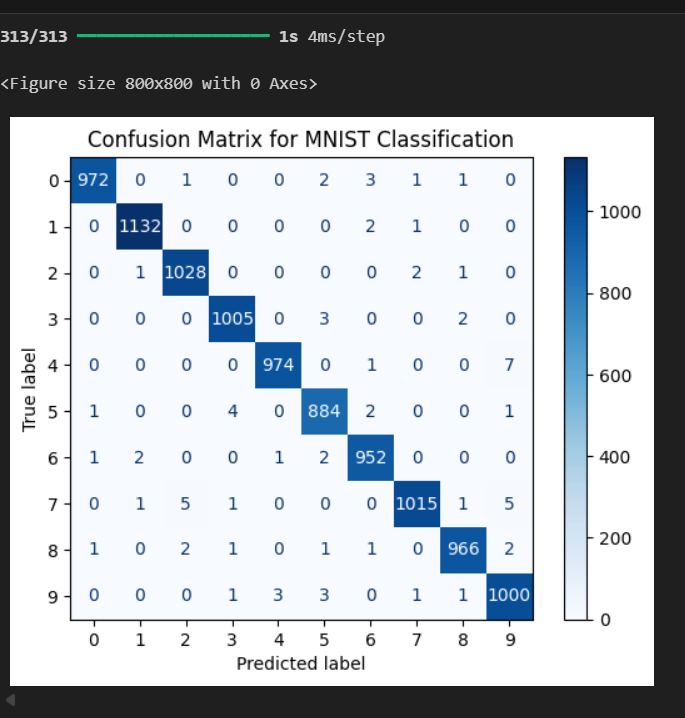 313/313 ━━━━━━━━━━━━━━━━━━━━ 1s 4ms/step
<Figure size 800x800 with 0 Axes>
Confusion Matrix for MNIST Classification
0 972 0 1 0 0 2 3 1 1 0
1 0 1132 0 0 0 0 2 1 0 0
2 0 1 1028 0 0 0 0 2 1 0
3 0 0 0 1005 0 3 0 0 2 0
4 0 0 0 0 974 0 1 0 0 7
5 1 0 0 4 0 884 2 0 0 1
6 1 2 0 0 1 2 952 0 0 0
7 0 1 5 1 0 0 0 1015 1 5
8 1 0 2 1 0 1 1 0 966 2
9 0 0 0 1 3 3 0 1 1 1000
0 1 2 3 4 5 6 7 8 9
Predicted label
True label
1000
800
600
400
200
0